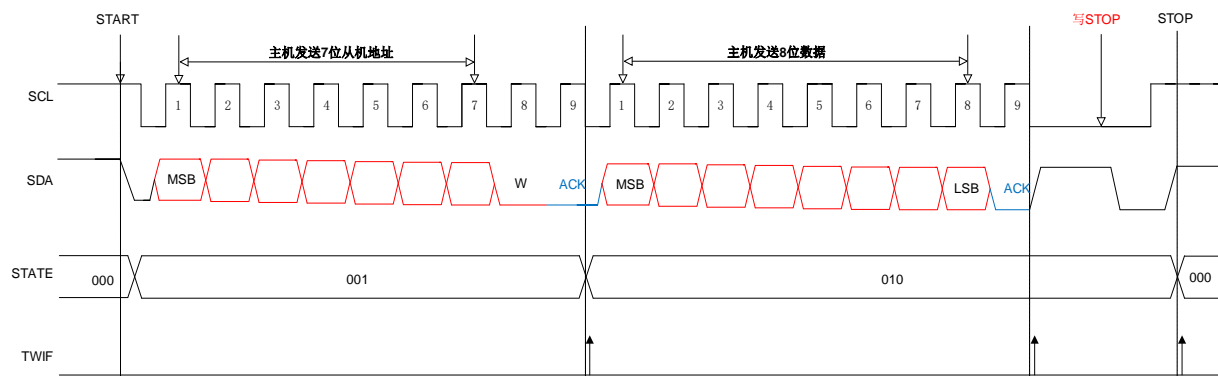 START 写STOP STOP
主机发送7位从机地址 主机发送8位数据
SCL 1 2 3 4 5 6 7 8 9 1 2 3 4 5 6 7 8 9
SDA MSB W ACK MSB LSB ACK
STATE 000 001 010 000
TWIF